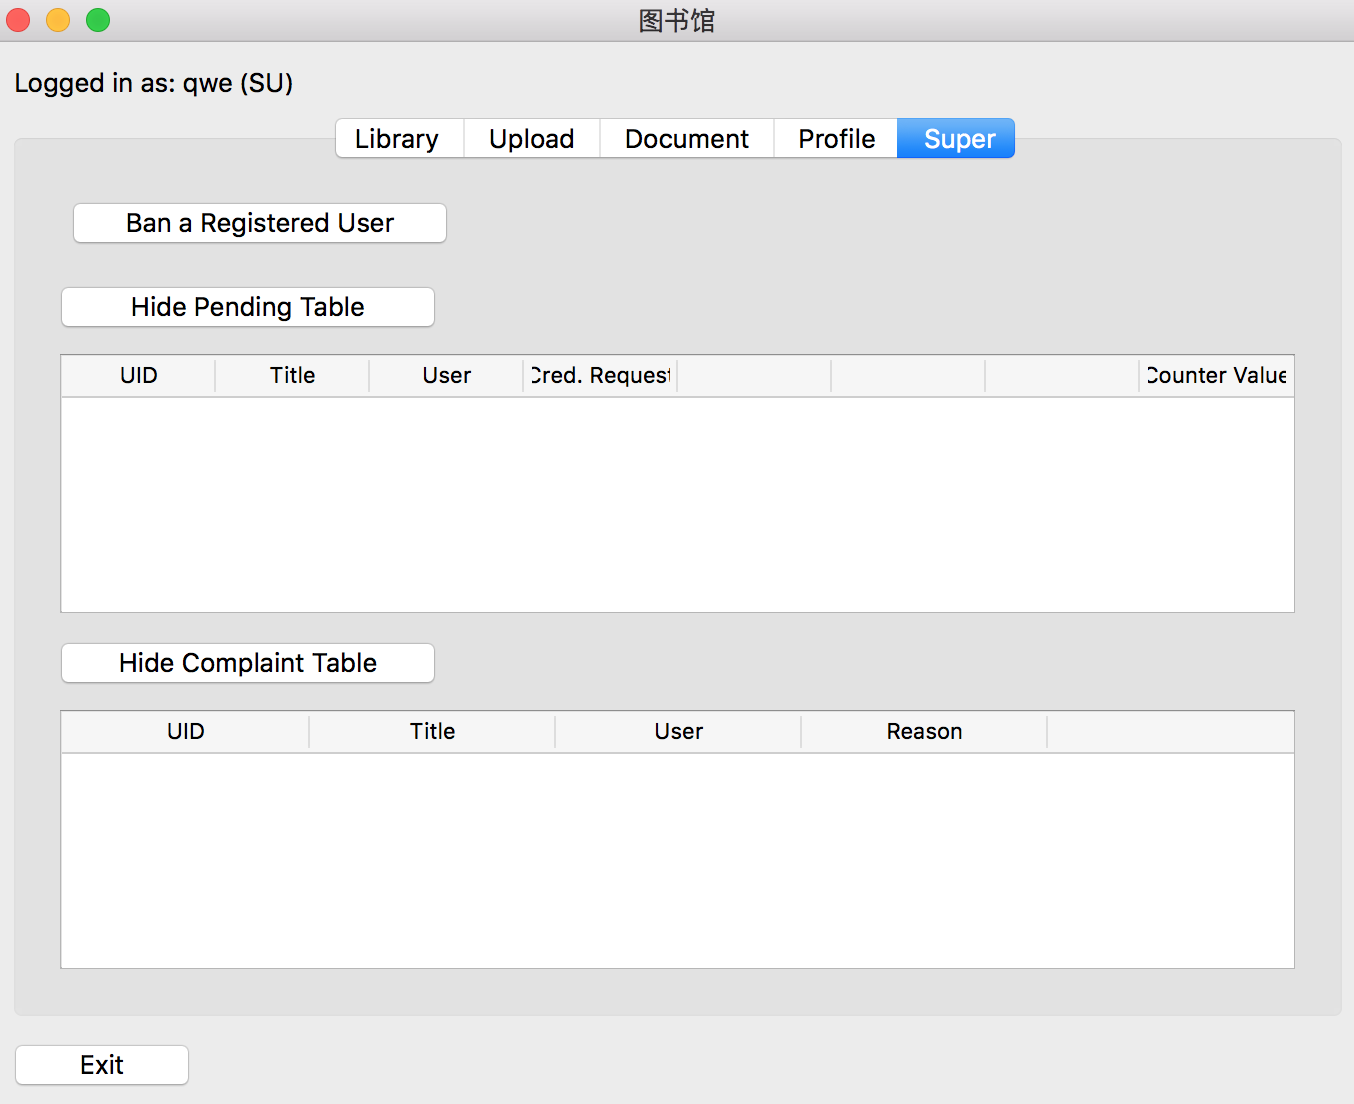 图书馆
Logged in as: qwe (SU)
Library Upload Document Profile Super
Ban a Registered User
Hide Pending Table
UID Title User Cred. Request Counter Value
Hide Complaint Table
UID Title User Reason
Exit